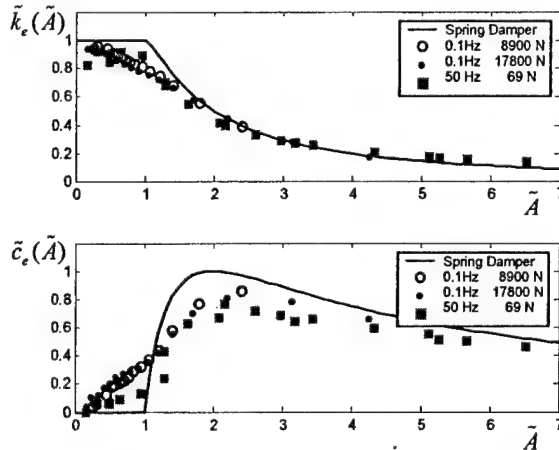 k̃ₑ(Ã)
1
0.8
0.6
0.4
0.2
0
0 1 2 3 4 5 6 7
Ã
Spring Damper
0.1Hz 8900 N
0.1Hz 17800 N
50 Hz 69 N
c̃ₑ(Ã)
1
0.8
0.6
0.4
0.2
0
0 1 2 3 4 5 6 7
Ã
Spring Damper
0.1Hz 8900 N
0.1Hz 17800 N
50 Hz 69 N